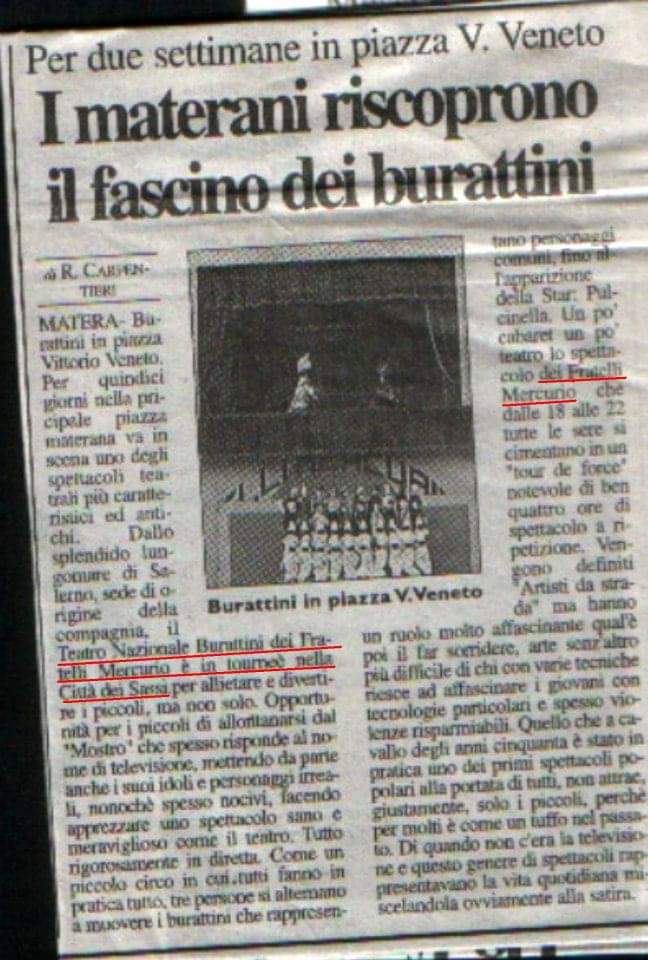 Per due settimane in piazza V. Veneto
I materani riscoprono
il fascino dei burattini
di R. CARPEN-
TIERI
MATERA- Bu-
rattini in piazza
Vittorio Veneto.
Per quindici
giorni nella prin-
cipale piazza
materana va in
scena uno degli
spettacoli tea-
trali più caratte-
ristici ed anti-
chi. Dallo
splendido lun-
gomare di Sa-
lerno, sede di o-
rigine della
compagnia, il
Teatro Nazionale Burattini dei Fra-
telli Mercurio è in tourneè nella
Città dei Sassi per allietare e diverti-
re i piccoli, ma non solo. Opportu-
nità per i piccoli di allontanarsi dal
"Mostro" che spesso risponde al no-
me di televisione, mettendo da parte
anche i suoi idoli e personaggi irrea-
li, nonochè spesso nocivi, facendo
apprezzare uno spettacolo sano e
meraviglioso come il teatro. Tutto
rigorosamente in diretta. Come un
piccolo circo in cui tutti fanno in
pratica tutto, tre persone si alternano
a muovere i burattini che rappresen-
Burattini in piazza V.Veneto
tano personaggi
comuni, fino al-
l'apparizione
della Star: Pul-
cinella. Un po'
cabaret un po'
teatro lo spetta-
colo dei Fratelli
Mercurio che
dalle 18 alle 22
tutte le sere si
cimentano in un
"tour de force"
notevole di ben
quattro ore di
spettacolo a ri-
petizione. Ven-
gono definiti
"Artisti da stra-
da" ma hanno
un ruolo molto affascinante qual'è
poi il far sorridere, arte senz'altro
più difficile di chi con varie tecniche
riesce ad affascinare i giovani con
tecnologie particolari e spesso vio-
lenze risparmiabili. Quello che a ca-
vallo degli anni cinquanta è stato in
pratica uno dei primi spettacoli po-
polari alla portata di tutti, non attrae,
giustamente, solo i piccoli, perchè
per molti è come un tuffo nel passa-
to. Di quando non c'era la televisio-
ne e questo genere di spettacoli rap-
presentavano la vita quotidiana mi-
scelandola ovviamente alla satira.